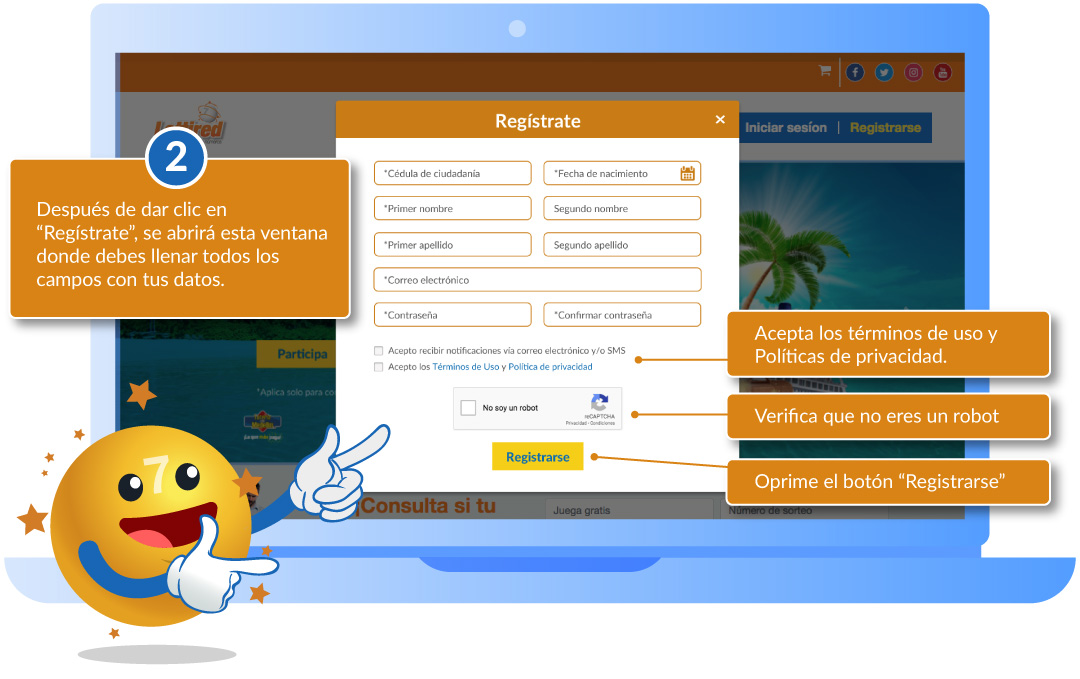 Regístrate
×
Iniciar sesíon | Registrarse
2
Después de dar clic en
“Regístrate”, se abrirá esta ventana
donde debes llenar todos los
campos con tus datos.
*Cédula de ciudadanía
*Fecha de nacimiento
*Primer nombre
Segundo nombre
*Primer apellido
Segundo apellido
*Correo electrónico
*Contraseña
*Confirmar contraseña
Acepto recibir notificaciones vía correo electrónico y/o SMS
Acepto los Términos de Uso y Política de privacidad
Acepta los términos de uso y
Políticas de privacidad.
No soy un robot
reCAPTCHA
Privacidad - Condiciones
Verifica que no eres un robot
Registrarse
Oprime el botón “Registrarse”
Participa
*Aplica solo para
7
¡Consulta si tu
Juega gratis
Número de sorteo